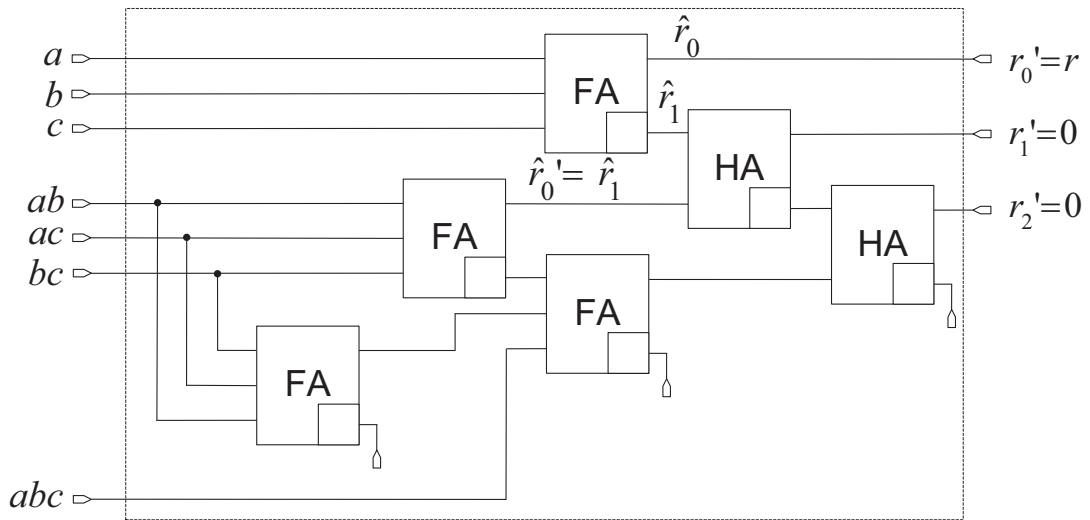 a
b
c
ab
ac
bc
abc
FA
HA
FA
HA
FA
FA
r̂₀
r̂₁
r̂₀'= r̂₁
r₀'=r
r₁'=0
r₂'=0